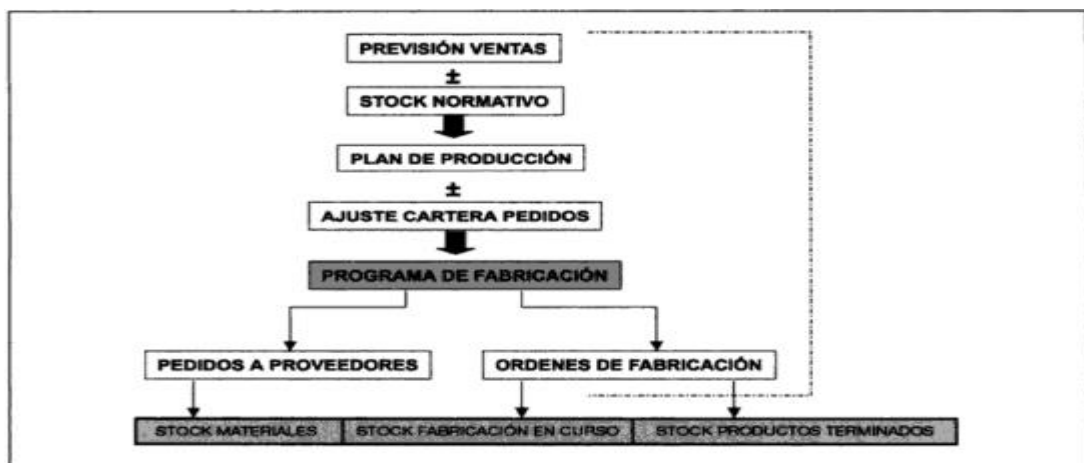 PREVISIÓN VENTAS
±
STOCK NORMATIVO
PLAN DE PRODUCCIÓN
±
AJUSTE CARTERA PEDIDOS
PROGRAMA DE FABRICACIÓN
PEDIDOS A PROVEEDORES ORDENES DE FABRICACIÓN
STOCK MATERIALES STOCK FABRICACIÓN EN CURSO STOCK PRODUCTOS TERMINADOS